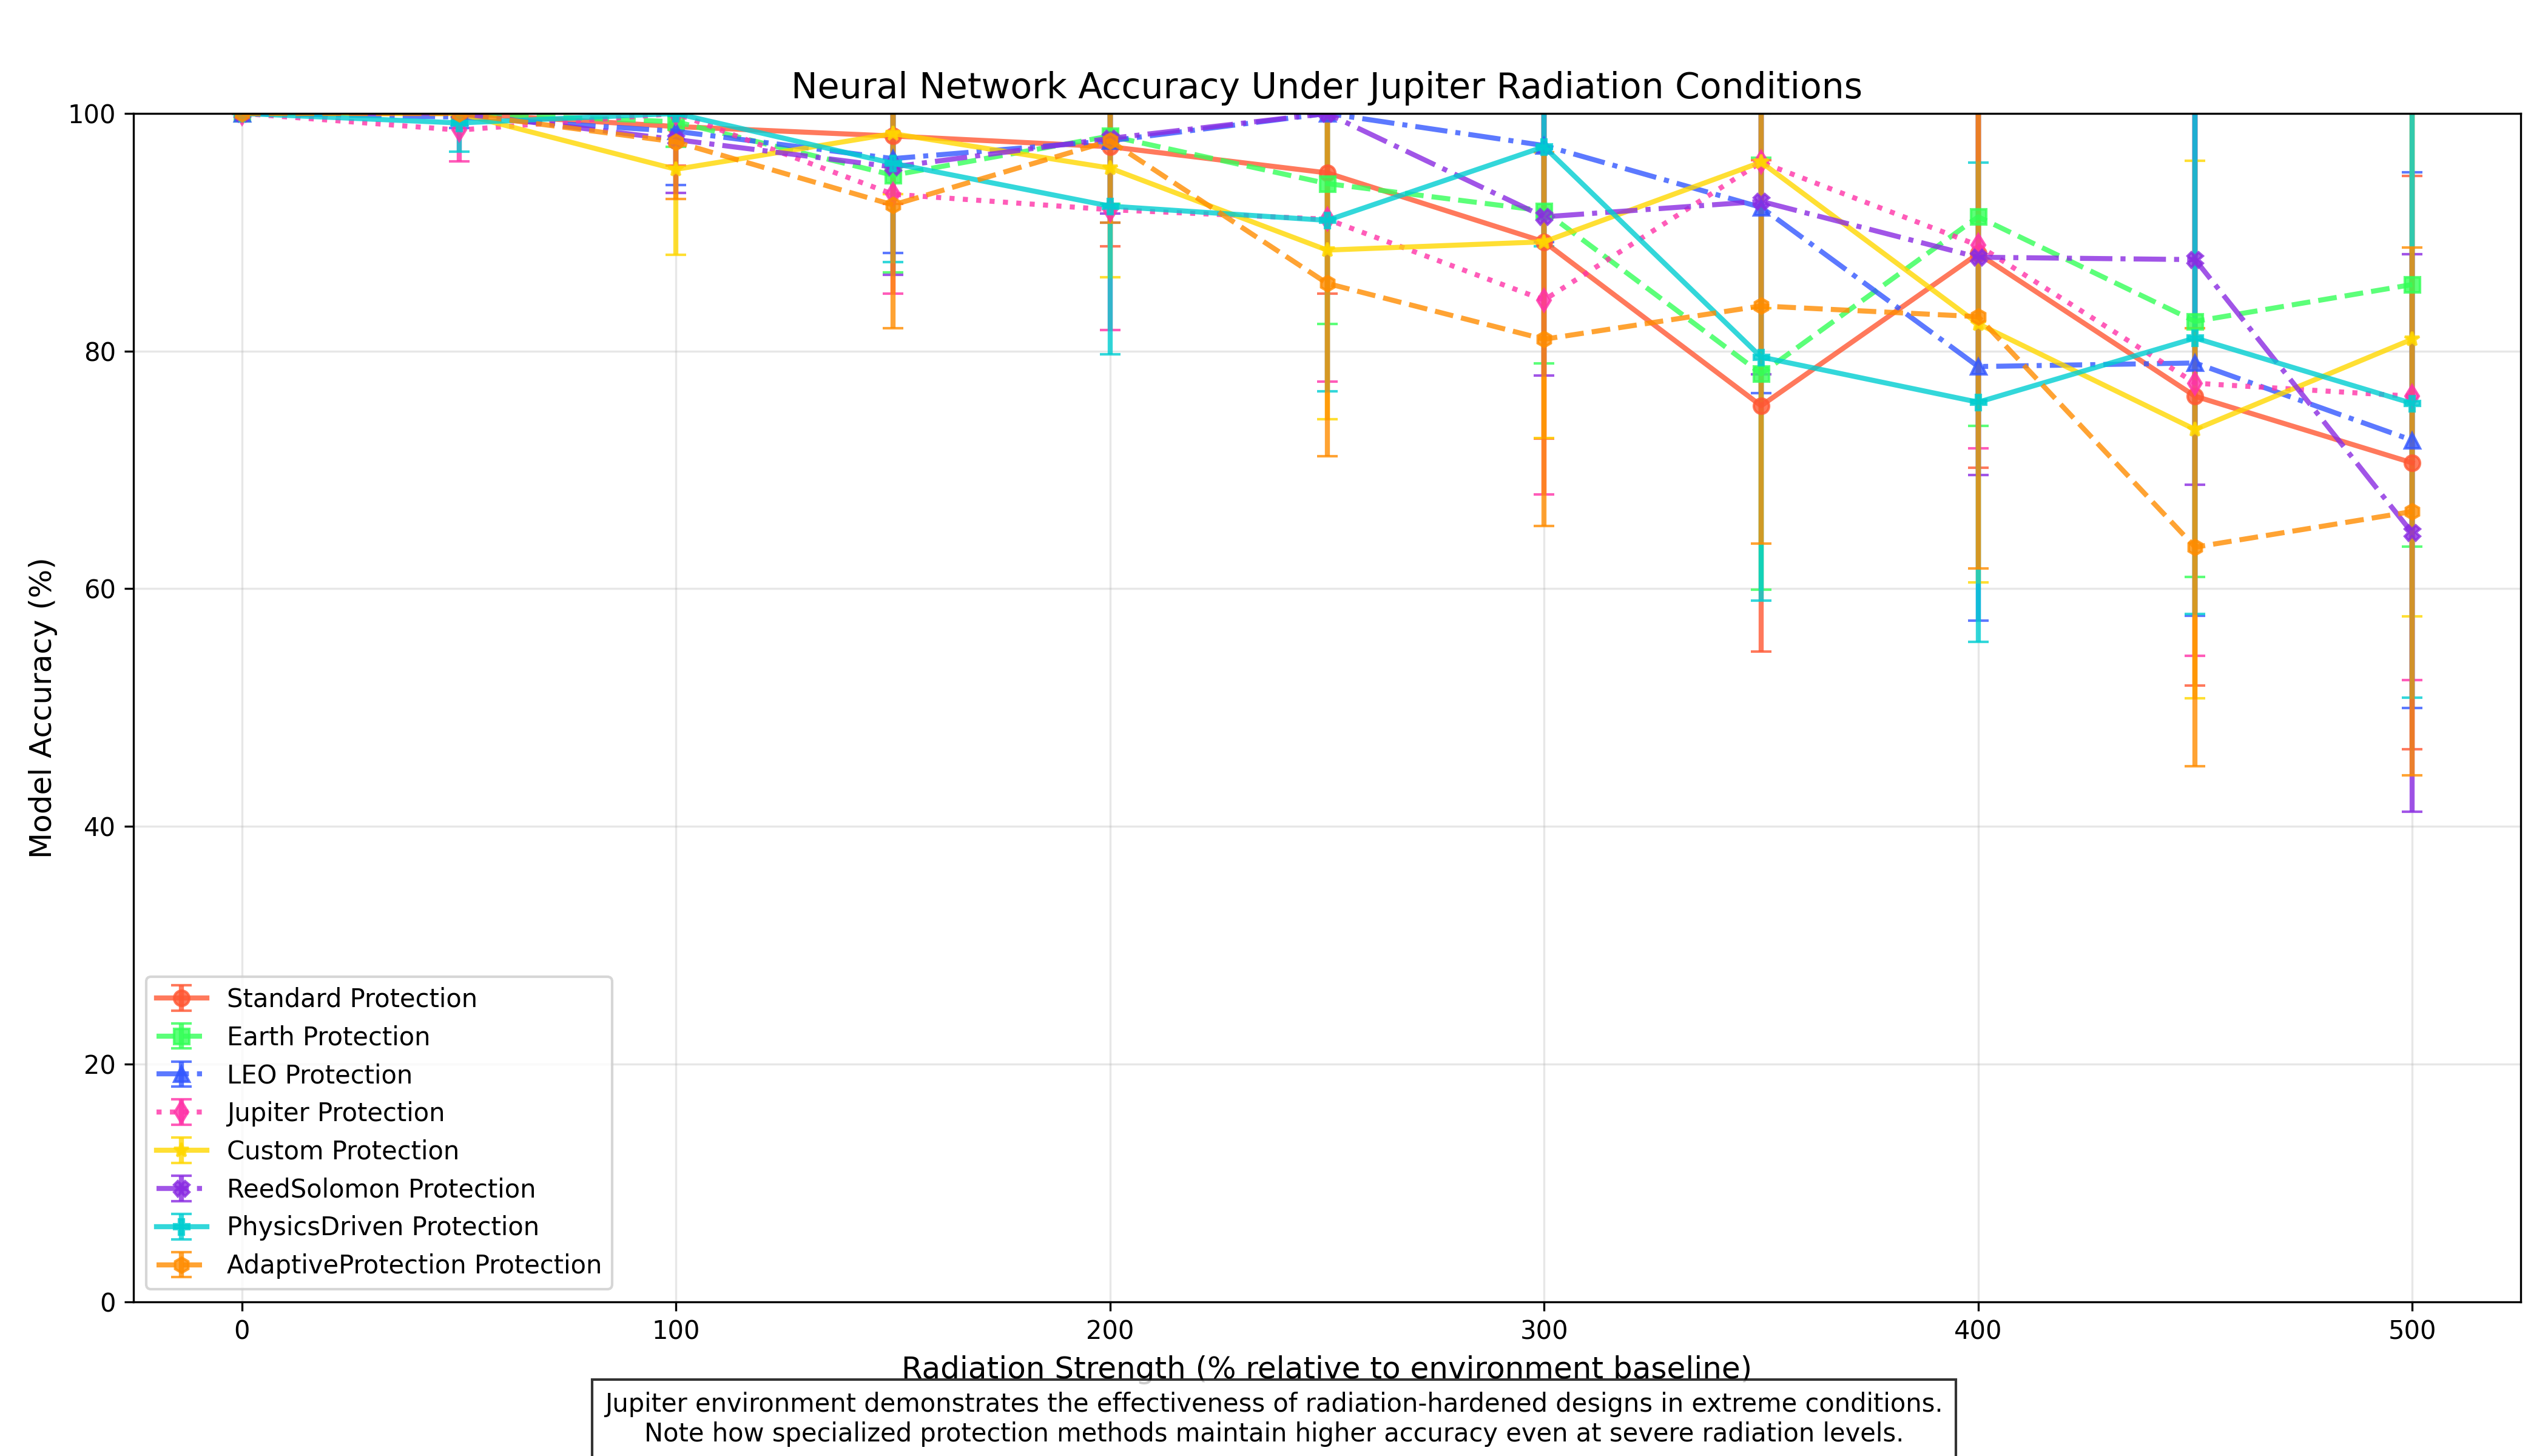 Neural Network Accuracy Under Jupiter Radiation Conditions
100
80
60
40
20
0
Model Accuracy (%)
Standard Protection
Earth Protection
LEO Protection
Jupiter Protection
Custom Protection
ReedSolomon Protection
PhysicsDriven Protection
AdaptiveProtection Protection
0 100 200 300 400 500
Radiation Strength (% relative to environment baseline)
Jupiter environment demonstrates the effectiveness of radiation-hardened designs in extreme conditions.
Note how specialized protection methods maintain higher accuracy even at severe radiation levels.